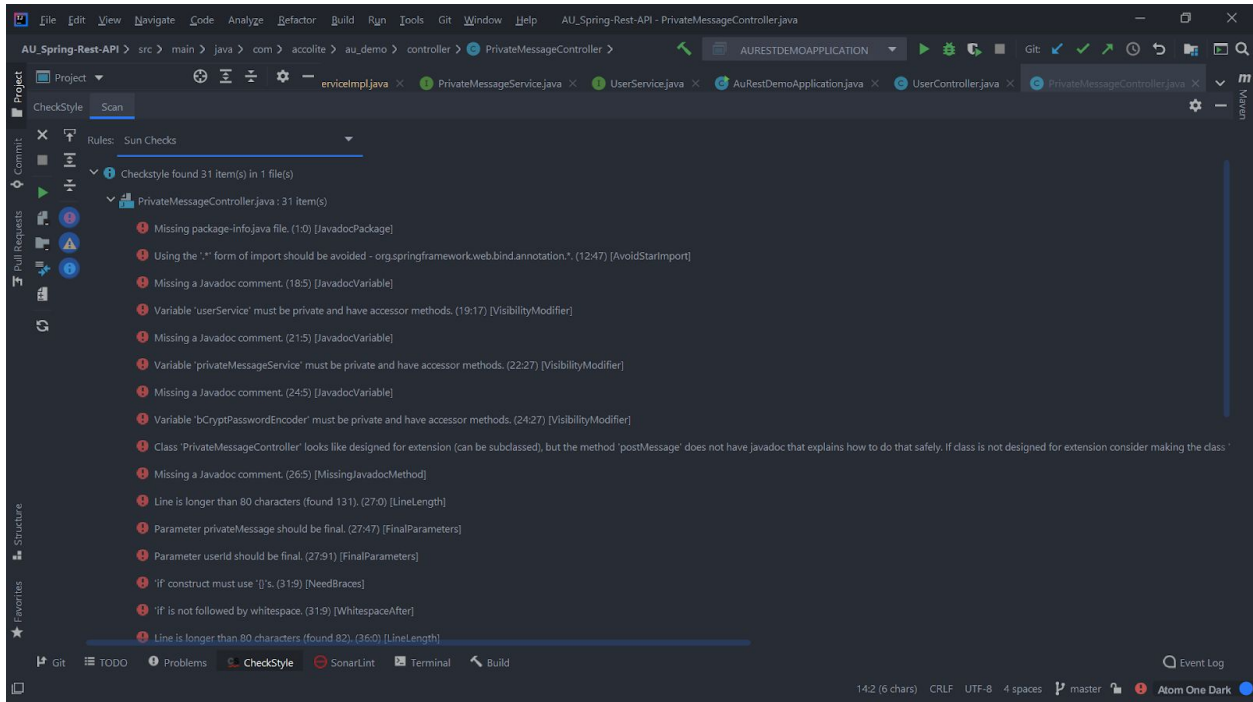 File Edit View Navigate Code Analyze Refactor Build Run Tools Git Window Help AU_Spring-Rest-API - PrivateMessageController.java
AU_Spring-Rest-API > src > main > java > com > accolite > au_demo > controller > PrivateMessageController > AURESTDEMOAPPLICATION Git:
Project
Project erviceImpl.java PrivateMessageService.java UserService.java AuRestDemoApplication.java UserController.java PrivateMessageController.java
Maven
CheckStyle Scan
Commit
Pull Requests
Rules: Sun Checks
Checkstyle found 31 item(s) in 1 file(s)
PrivateMessageController.java : 31 item(s)
Missing package-info.java file. (1:0) [JavadocPackage]
Using the '.*' form of import should be avoided - org.springframework.web.bind.annotation.*. (12:47) [AvoidStarImport]
Missing a Javadoc comment. (18:5) [JavadocVariable]
Variable 'userService' must be private and have accessor methods. (19:17) [VisibilityModifier]
Missing a Javadoc comment. (21:5) [JavadocVariable]
Variable 'privateMessageService' must be private and have accessor methods. (22:27) [VisibilityModifier]
Missing a Javadoc comment. (24:5) [JavadocVariable]
Variable 'bCryptPasswordEncoder' must be private and have accessor methods. (24:27) [VisibilityModifier]
Class 'PrivateMessageController' looks like designed for extension (can be subclassed), but the method 'postMessage' does not have javadoc that explains how to do that safely. If class is not designed for extension consider making the class '
Missing a Javadoc comment. (26:5) [MissingJavadocMethod]
Line is longer than 80 characters (found 131). (27:0) [LineLength]
Parameter privateMessage should be final. (27:47) [FinalParameters]
Parameter userId should be final. (27:91) [FinalParameters]
'if' construct must use '{}'s. (31:9) [NeedBraces]
'if' is not followed by whitespace. (31:9) [WhitespaceAfter]
Line is longer than 80 characters (found 82). (36:0) [LineLength]
Structure
Favorites
Git TODO Problems CheckStyle SonarLint Terminal Build Event Log
14:2 (6 chars) CRLF UTF-8 4 spaces master Atom One Dark